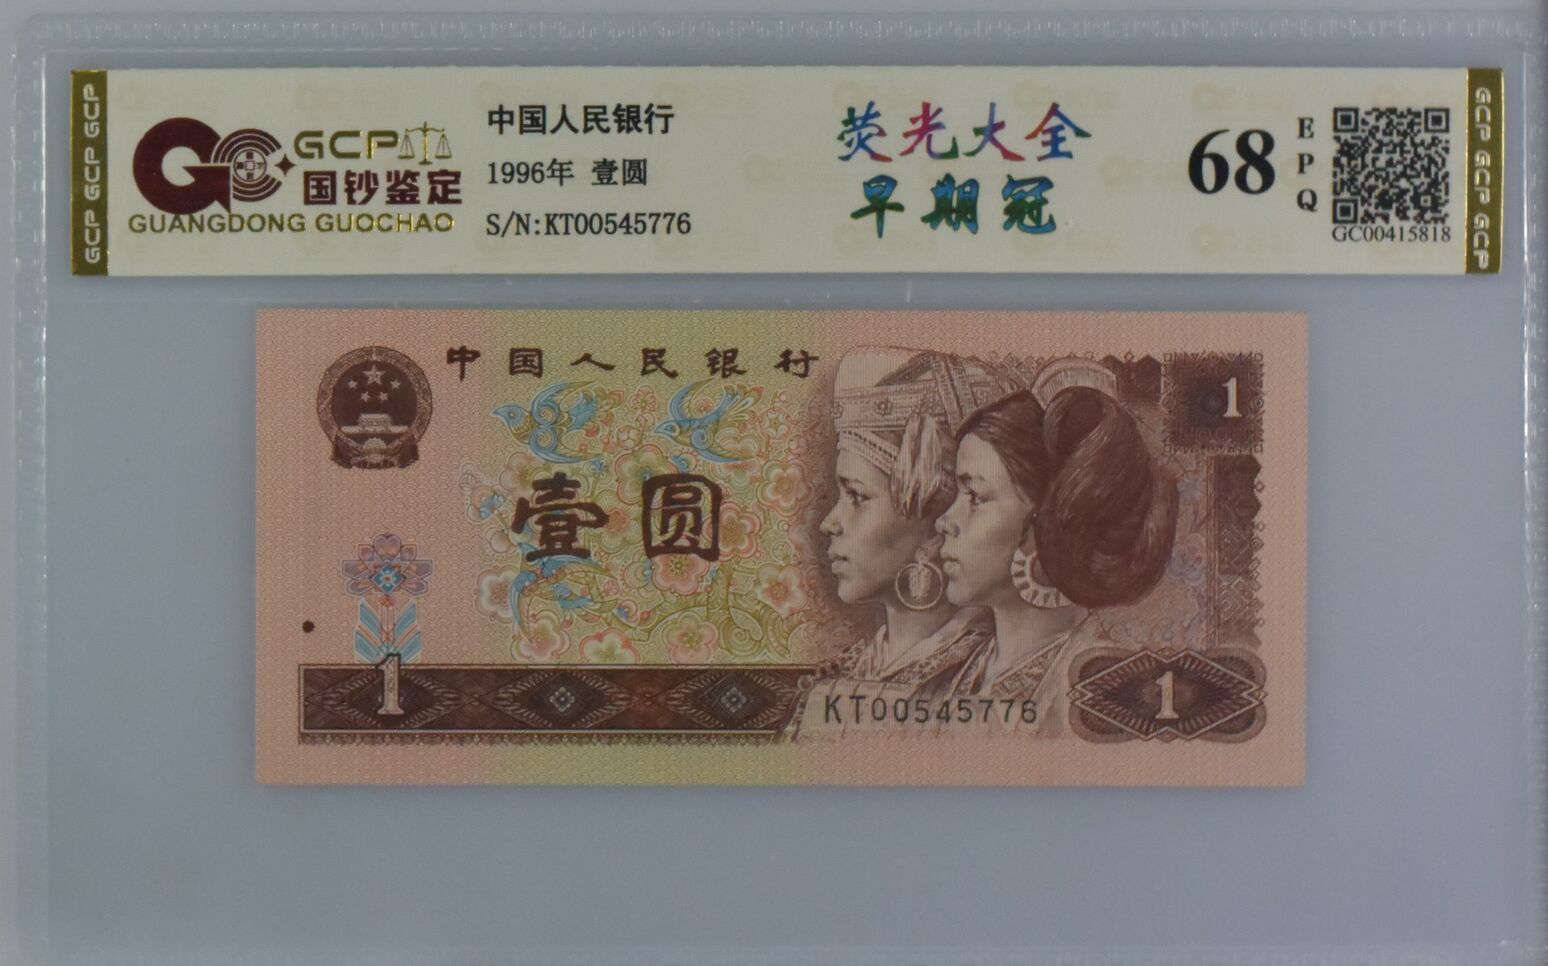 GCP GCP GCP
GCP
国钞鉴定
GUANGDONG GUOCHAO
中国人民银行
1996年 壹圆
S/N:KT00545776
荧光大全
早期冠
68
EPQ
GC00415818
GCP GCP GCP
中国人民银行
1
壹圆
1
KT00545776
1